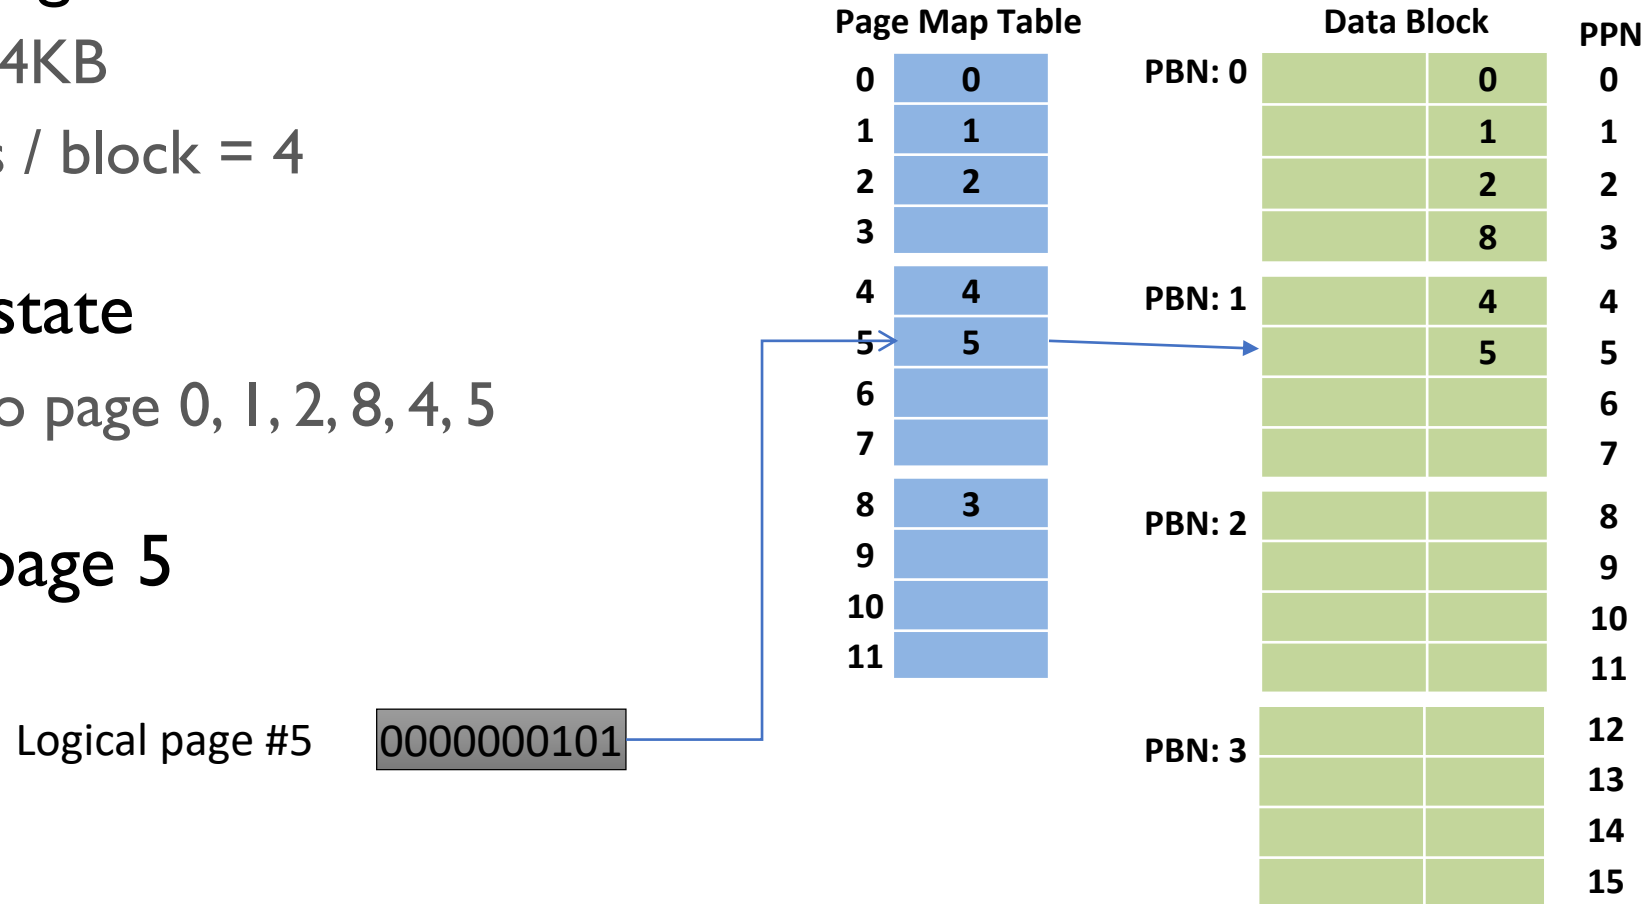 4KB
s / block = 4
state
o page 0, 1, 2, 8, 4, 5
page 5
Logical page #5 0000000101
Page Map Table
0 0
1 1
2 2
3
4 4
5 5
6
7
8 3
9
10
11
Data Block PPN
PBN: 0 0 0
1 1
2 2
8 3
PBN: 1 4 4
5 5
6
7
PBN: 2 8
9
10
11
PBN: 3 12
13
14
15